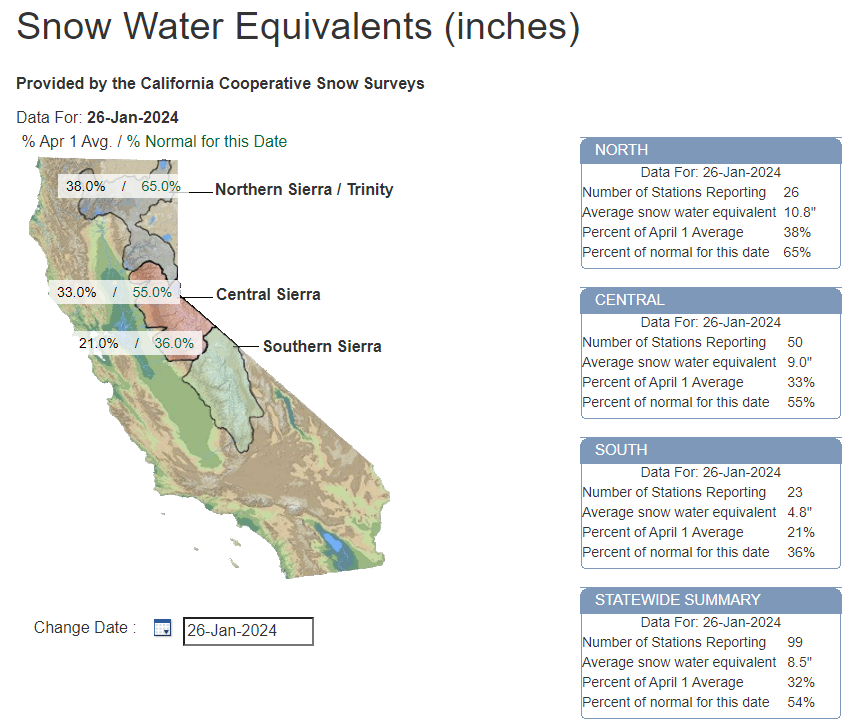 Snow Water Equivalents (inches)
Provided by the California Cooperative Snow Surveys
Data For: 26-Jan-2024
% Apr 1 Avg. / % Normal for this Date
38.0% / 65.0%
Northern Sierra / Trinity
33.0% / 55.0%
Central Sierra
21.0% / 36.0%
Southern Sierra
Change Date :
26-Jan-2024
NORTH
Data For: 26-Jan-2024
Number of Stations Reporting 26
Average snow water equivalent 10.8"
Percent of April 1 Average 38%
Percent of normal for this date 65%
CENTRAL
Data For: 26-Jan-2024
Number of Stations Reporting 50
Average snow water equivalent 9.0"
Percent of April 1 Average 33%
Percent of normal for this date 55%
SOUTH
Data For: 26-Jan-2024
Number of Stations Reporting 23
Average snow water equivalent 4.8"
Percent of April 1 Average 21%
Percent of normal for this date 36%
STATEWIDE SUMMARY
Data For: 26-Jan-2024
Number of Stations Reporting 99
Average snow water equivalent 8.5"
Percent of April 1 Average 32%
Percent of normal for this date 54%